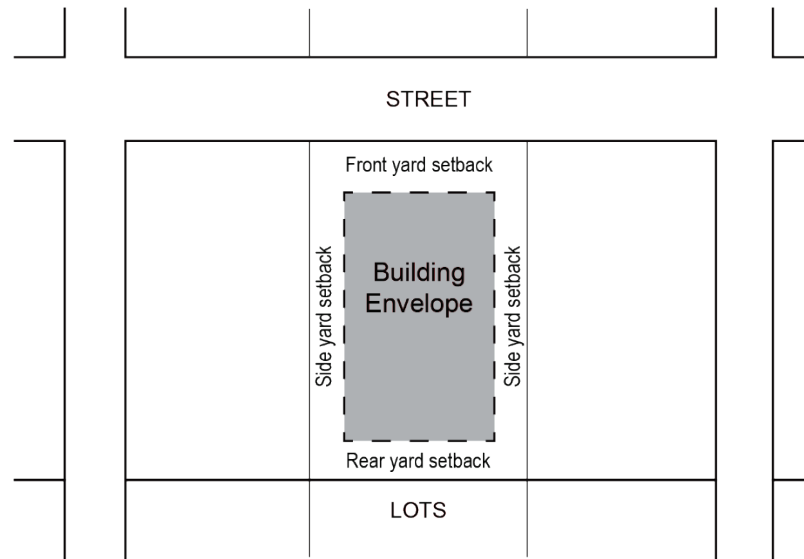 STREET
Front yard setback
Side yard setback
Building
Envelope
Side yard setback
Rear yard setback
LOTS